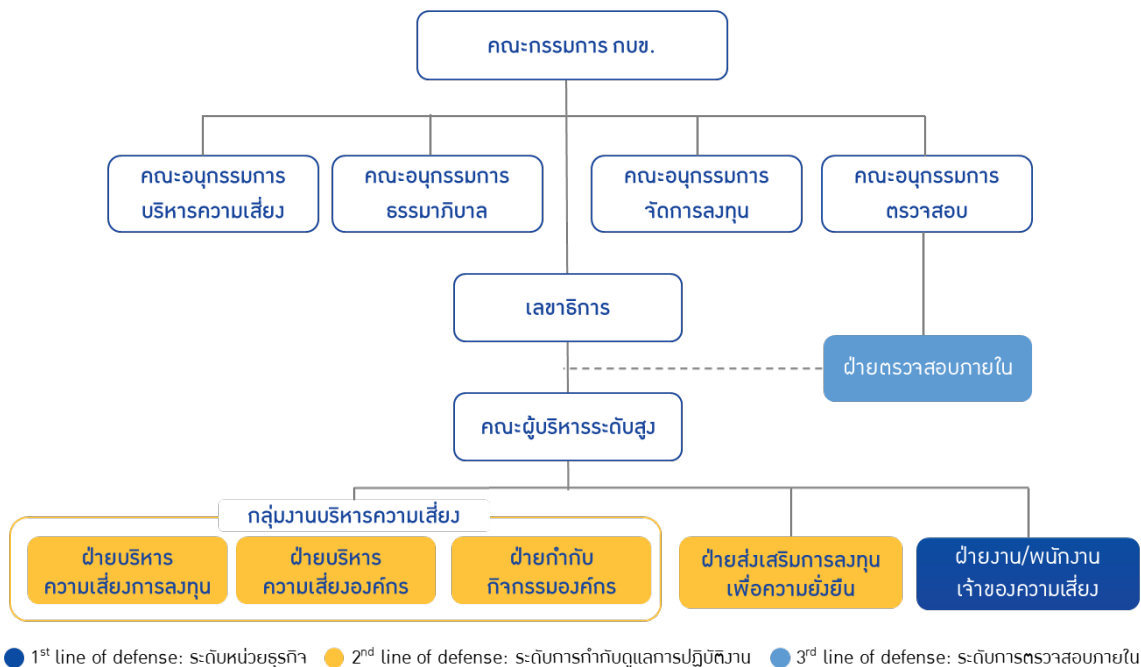 คณะกรรมการ กบข.
คณะอนุกรรมการ
บริหารความเสี่ยง
คณะอนุกรรมการ
ธรรมาภิบาล
คณะอนุกรรมการ
จัดการลงทุน
คณะอนุกรรมการ
ตรวจสอบ
เลขาธิการ
ฝ่ายตรวจสอบภายใน
คณะผู้บริหารระดับสูง
กลุ่มงานบริหารความเสี่ยง
ฝ่ายบริหาร
ความเสี่ยงการลงทุน
ฝ่ายบริหาร
ความเสี่ยงองค์กร
ฝ่ายกำกับ
กิจกรรมองค์กร
ฝ่ายส่งเสริมการลงทุน
เพื่อความยั่งยืน
ฝ่ายงาน/พนักงาน
เจ้าของความเสี่ยง
1st line of defense: ระดับหน่วยธุรกิจ 2nd line of defense: ระดับการกำกับดูแลการปฏิบัติงาน 3rd line of defense: ระดับการตรวจสอบภายใน